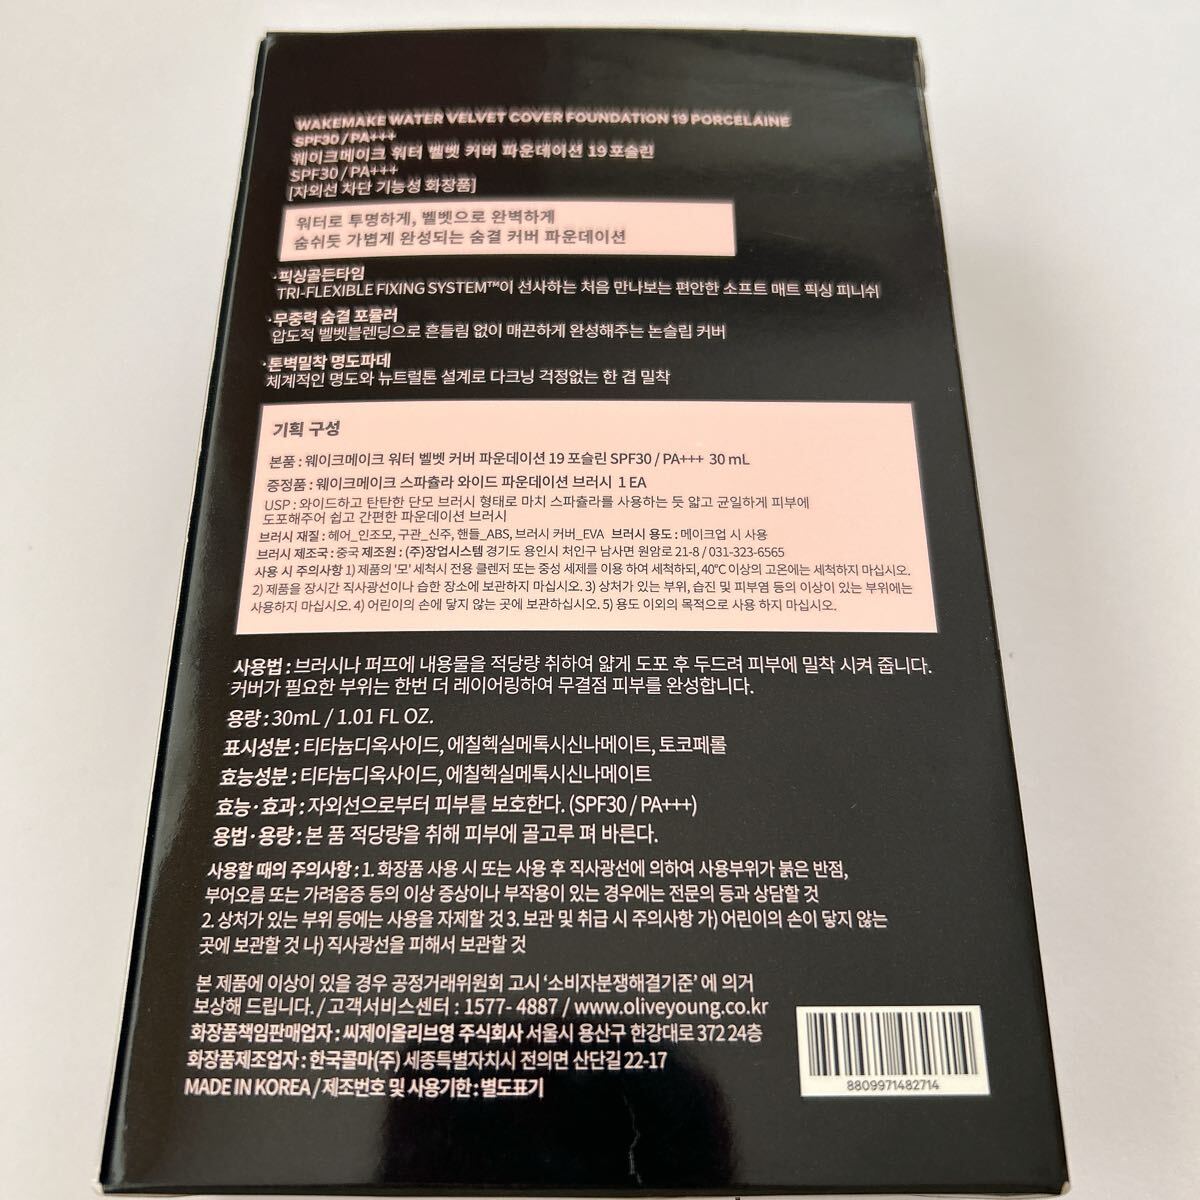 WAKEMAKE WATER VELVET COVER FOUNDATION 19 PORCELAINE
SPF30 / PA+++
웨이크메이크 워터 벨벳 커버 파운데이션 19 포슬린
SPF30 / PA+++
[자외선 차단 기능성 화장품]
워터로 투명하게, 벨벳으로 완벽하게
숨쉬듯 가볍게 완성되는 숨결 커버 파운데이션
·픽싱골든타임
TRI-FLEXIBLE FIXING SYSTEM™이 선사하는 처음 만나보는 편안한 소프트 매트 픽싱 피니쉬
·무중력 숨결 포뮬러
압도적 벨벳블렌딩으로 흔들림 없이 매끈하게 완성해주는 논슬립 커버
·톤벽밀착 명도파데
체계적인 명도와 뉴트럴톤 설계로 다크닝 걱정없는 한 겹 밀착
기획 구성
본품 : 웨이크메이크 워터 벨벳 커버 파운데이션 19 포슬린 SPF30 / PA+++ 30 mL
증정품 : 웨이크메이크 스파츌라 와이드 파운데이션 브러시 1 EA
USP : 와이드하고 탄탄한 단모 브러시 형태로 마치 스파츌라를 사용하는 듯 얇고 균일하게 피부에
도포해주어 쉽고 간편한 파운데이션 브러시
브러시 재질 : 헤어_인조모, 구관_신주, 핸들_ABS, 브러시 커버_EVA 브러시 용도 : 메이크업 시 사용
브러시 제조국 : 중국 제조원 : (주)장업시스템 경기도 용인시 처인구 남사면 원암로 21-8 / 031-323-6565
사용 시 주의사항 1) 제품의 '모' 세척시 전용 클렌저 또는 중성 세제를 이용 하여 세척하되, 40℃ 이상의 고온에는 세척하지 마십시오.
2) 제품을 장시간 직사광선이나 습한 장소에 보관하지 마십시오. 3) 상처가 있는 부위, 습진 및 피부염 등의 이상이 있는 부위에는
사용하지 마십시오. 4) 어린이의 손에 닿지 않는 곳에 보관하십시오. 5) 용도 이외의 목적으로 사용 하지 마십시오.
사용법 : 브러시나 퍼프에 내용물을 적당량 취하여 얇게 도포 후 두드려 피부에 밀착 시켜 줍니다.
커버가 필요한 부위는 한번 더 레이어링하여 무결점 피부를 완성합니다.
용량 : 30mL / 1.01 FL OZ.
표시성분 : 티타늄디옥사이드, 에칠헥실메톡시신나메이트, 토코페롤
효능성분 : 티타늄디옥사이드, 에칠헥실메톡시신나메이트
효능 · 효과 : 자외선으로부터 피부를 보호한다. (SPF30 / PA+++)
용법 · 용량 : 본 품 적당량을 취해 피부에 골고루 펴 바른다.
사용할 때의 주의사항 : 1. 화장품 사용 시 또는 사용 후 직사광선에 의하여 사용부위가 붉은 반점,
부어오름 또는 가려움증 등의 이상 증상이나 부작용이 있는 경우에는 전문의 등과 상담할 것
2. 상처가 있는 부위 등에는 사용을 자제할 것 3. 보관 및 취급 시 주의사항 가) 어린이의 손이 닿지 않는
곳에 보관할 것 나) 직사광선을 피해서 보관할 것
본 제품에 이상이 있을 경우 공정거래위원회 고시 '소비자분쟁해결기준' 에 의거
보상해 드립니다. / 고객서비스센터 : 1577- 4887 / www.oliveyoung.co.kr
화장품책임판매업자 : 씨제이올리브영 주식회사 서울시 용산구 한강대로 372 24층
화장품제조업자 : 한국콜마(주) 세종특별자치시 전의면 산단길 22-17
MADE IN KOREA / 제조번호 및 사용기한 : 별도표기
8809971482714